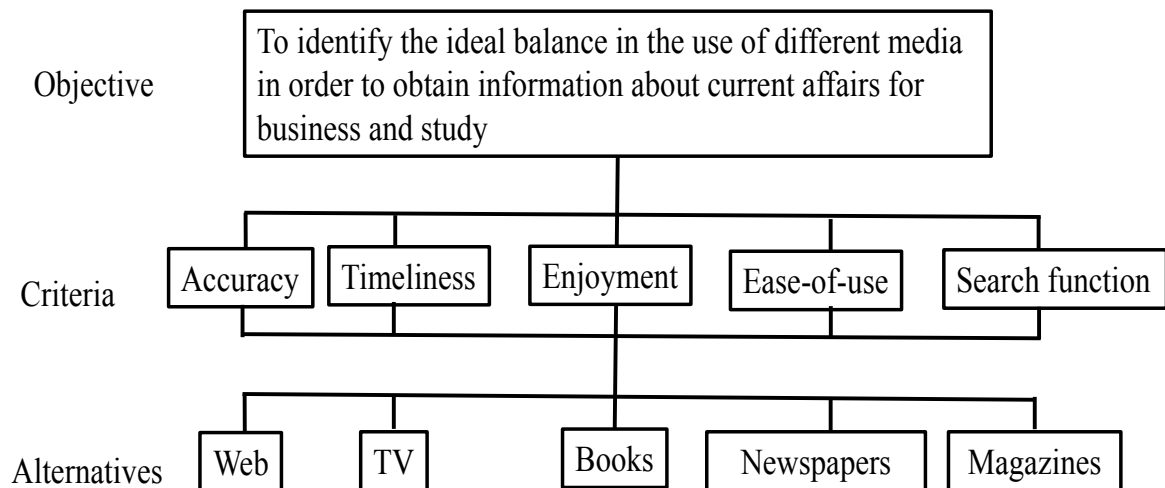 To identify the ideal balance in the use of different media
in order to obtain information about current affairs for
business and study
Objective
Accuracy
Timeliness
Enjoyment
Ease-of-use
Search function
Criteria
Web
TV
Books
Newspapers
Magazines
Alternatives